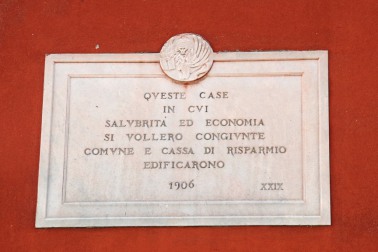 QVESTE CASE
IN CVI
SALVBRITÀ ED ECONOMIA
SI VOLLERO CONGIVNTE
COMVNE E CASSA DI RISPARMIO
EDIFICARONO
1906 XXIX